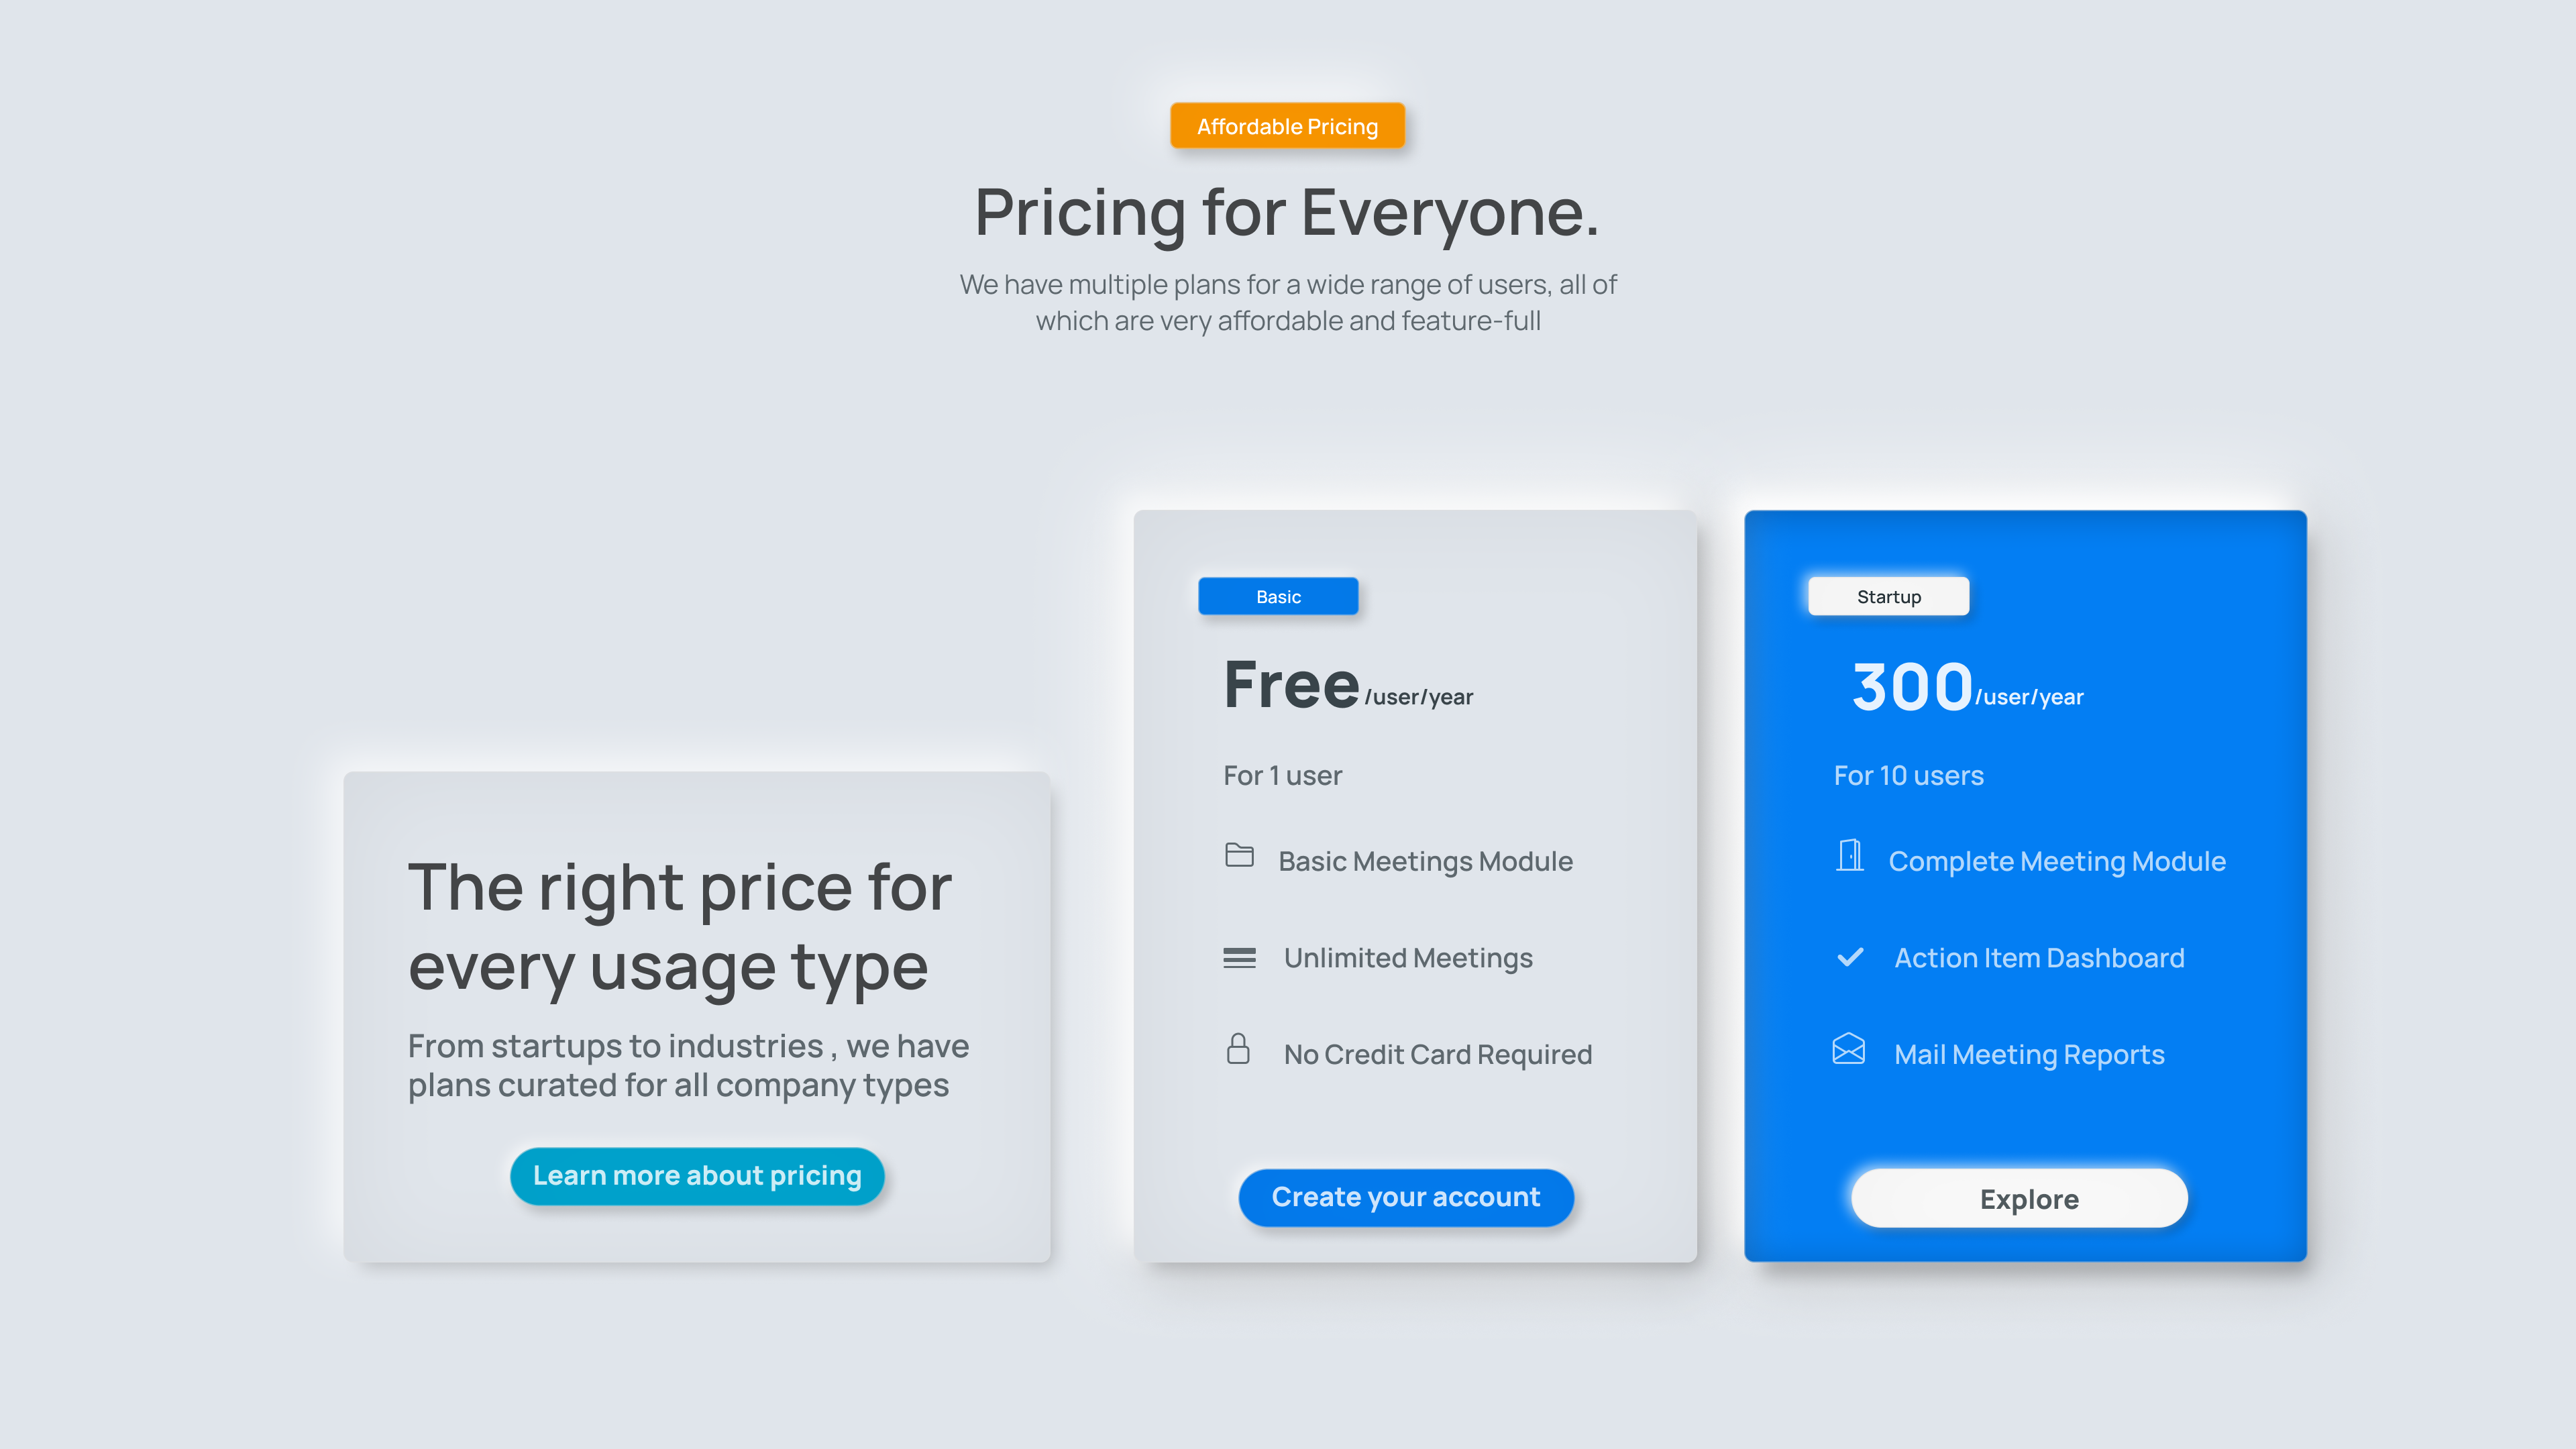 Affordable Pricing
Pricing for Everyone.
We have multiple plans for a wide range of users, all of
which are very affordable and feature-full
The right price for
every usage type
From startups to industries , we have
plans curated for all company types
Learn more about pricing
Basic
Free/user/year
For 1 user
Basic Meetings Module
Unlimited Meetings
No Credit Card Required
Create your account
Startup
300/user/year
For 10 users
Complete Meeting Module
Action Item Dashboard
Mail Meeting Reports
Explore